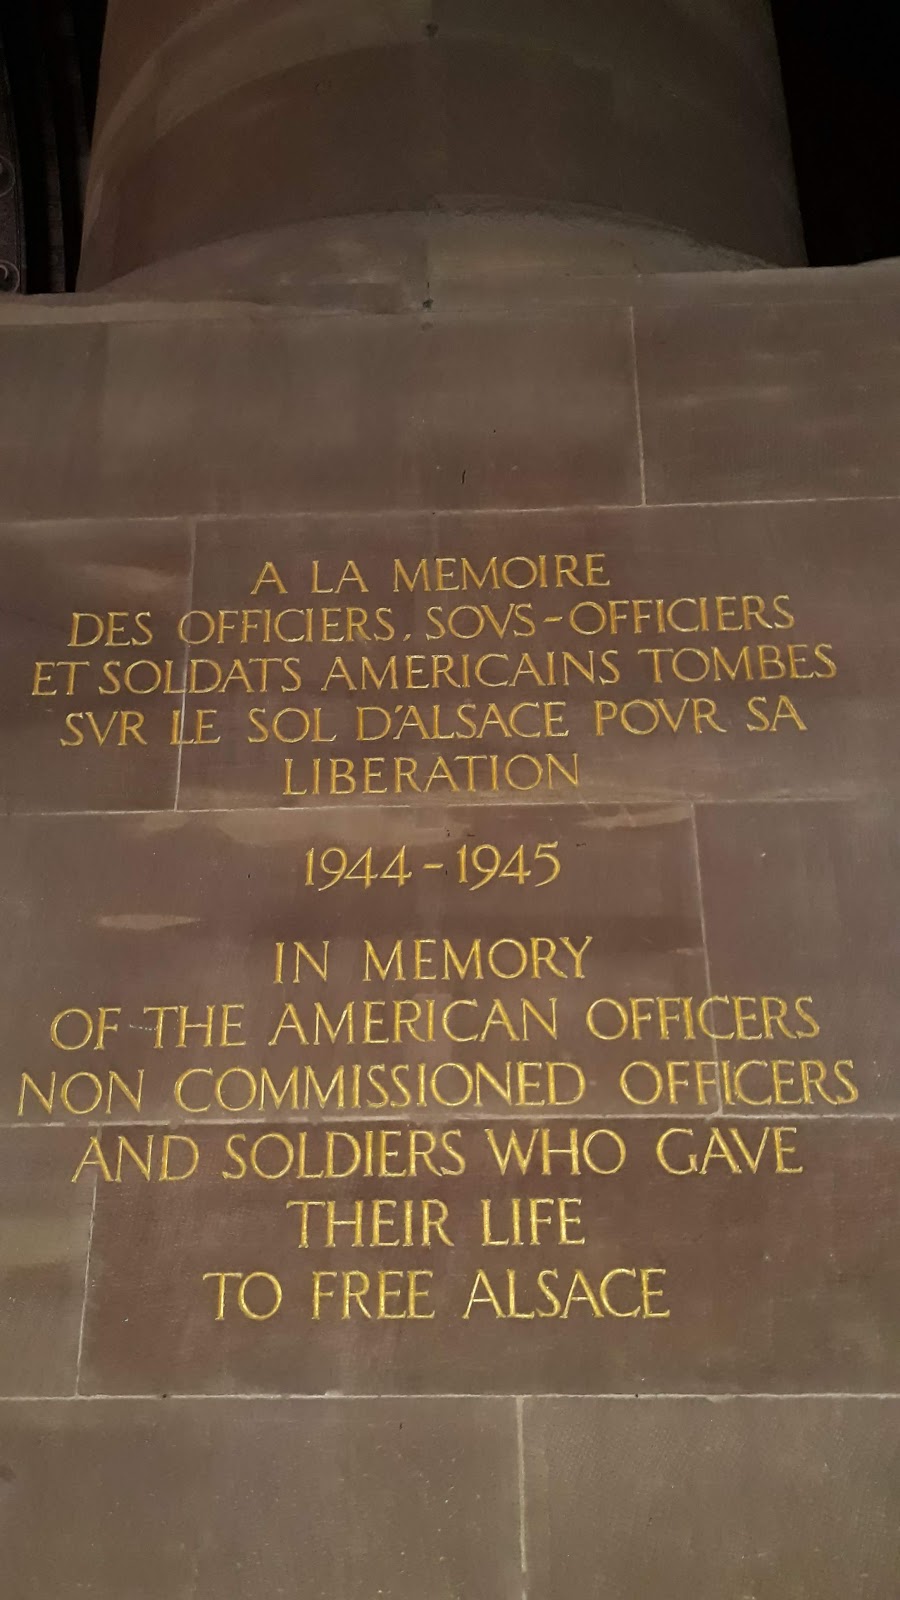 A LA MEMOIRE
DES OFFICIERS, SOVS-OFFICIERS
ET SOLDATS AMERICAINS TOMBES
SVR LE SOL D'ALSACE POVR SA
LIBERATION
1944-1945
IN MEMORY
OF THE AMERICAN OFFICERS
NON COMMISSIONED OFFICERS
AND SOLDIERS WHO GAVE
THEIR LIFE
TO FREE ALSACE